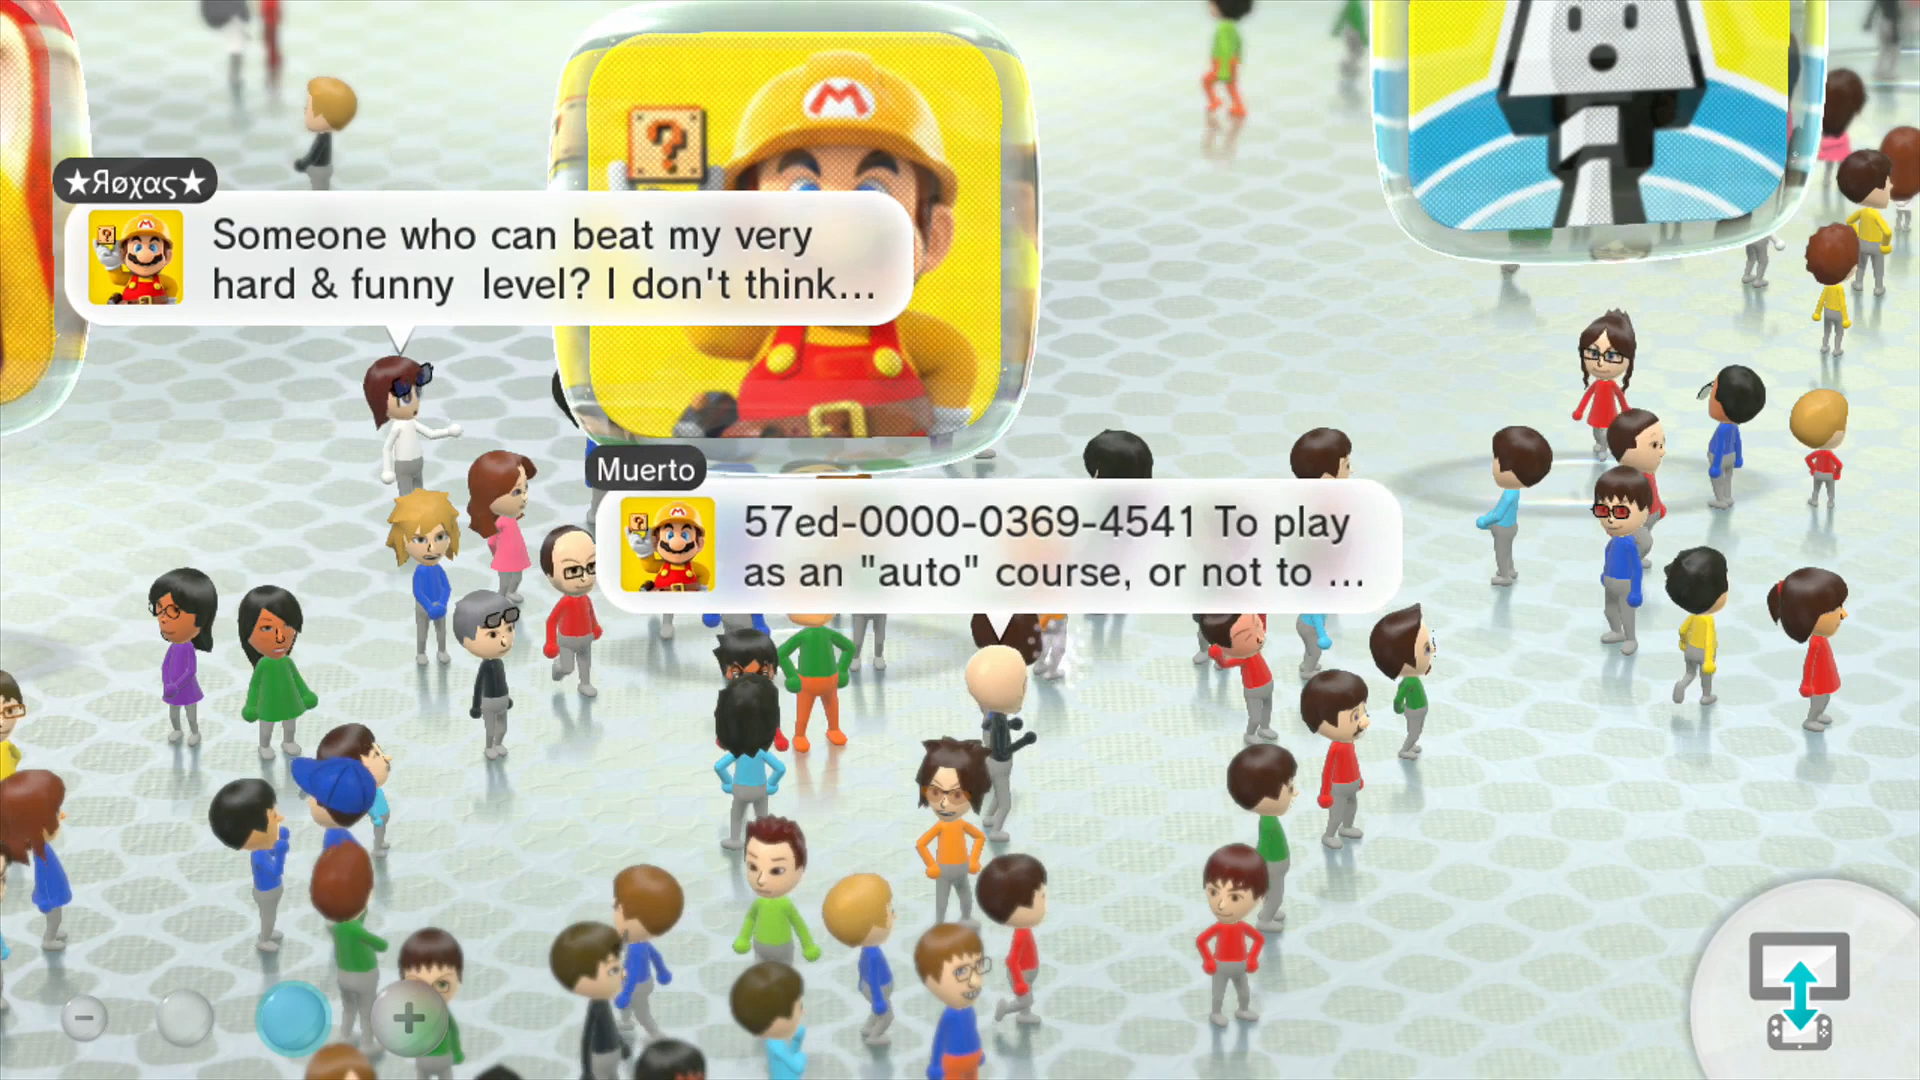 ★Яøχας★
Someone who can beat my very
hard & funny  level? I don't think...
Muerto
57ed-0000-0369-4541 To play
as an "auto" course, or not to ...